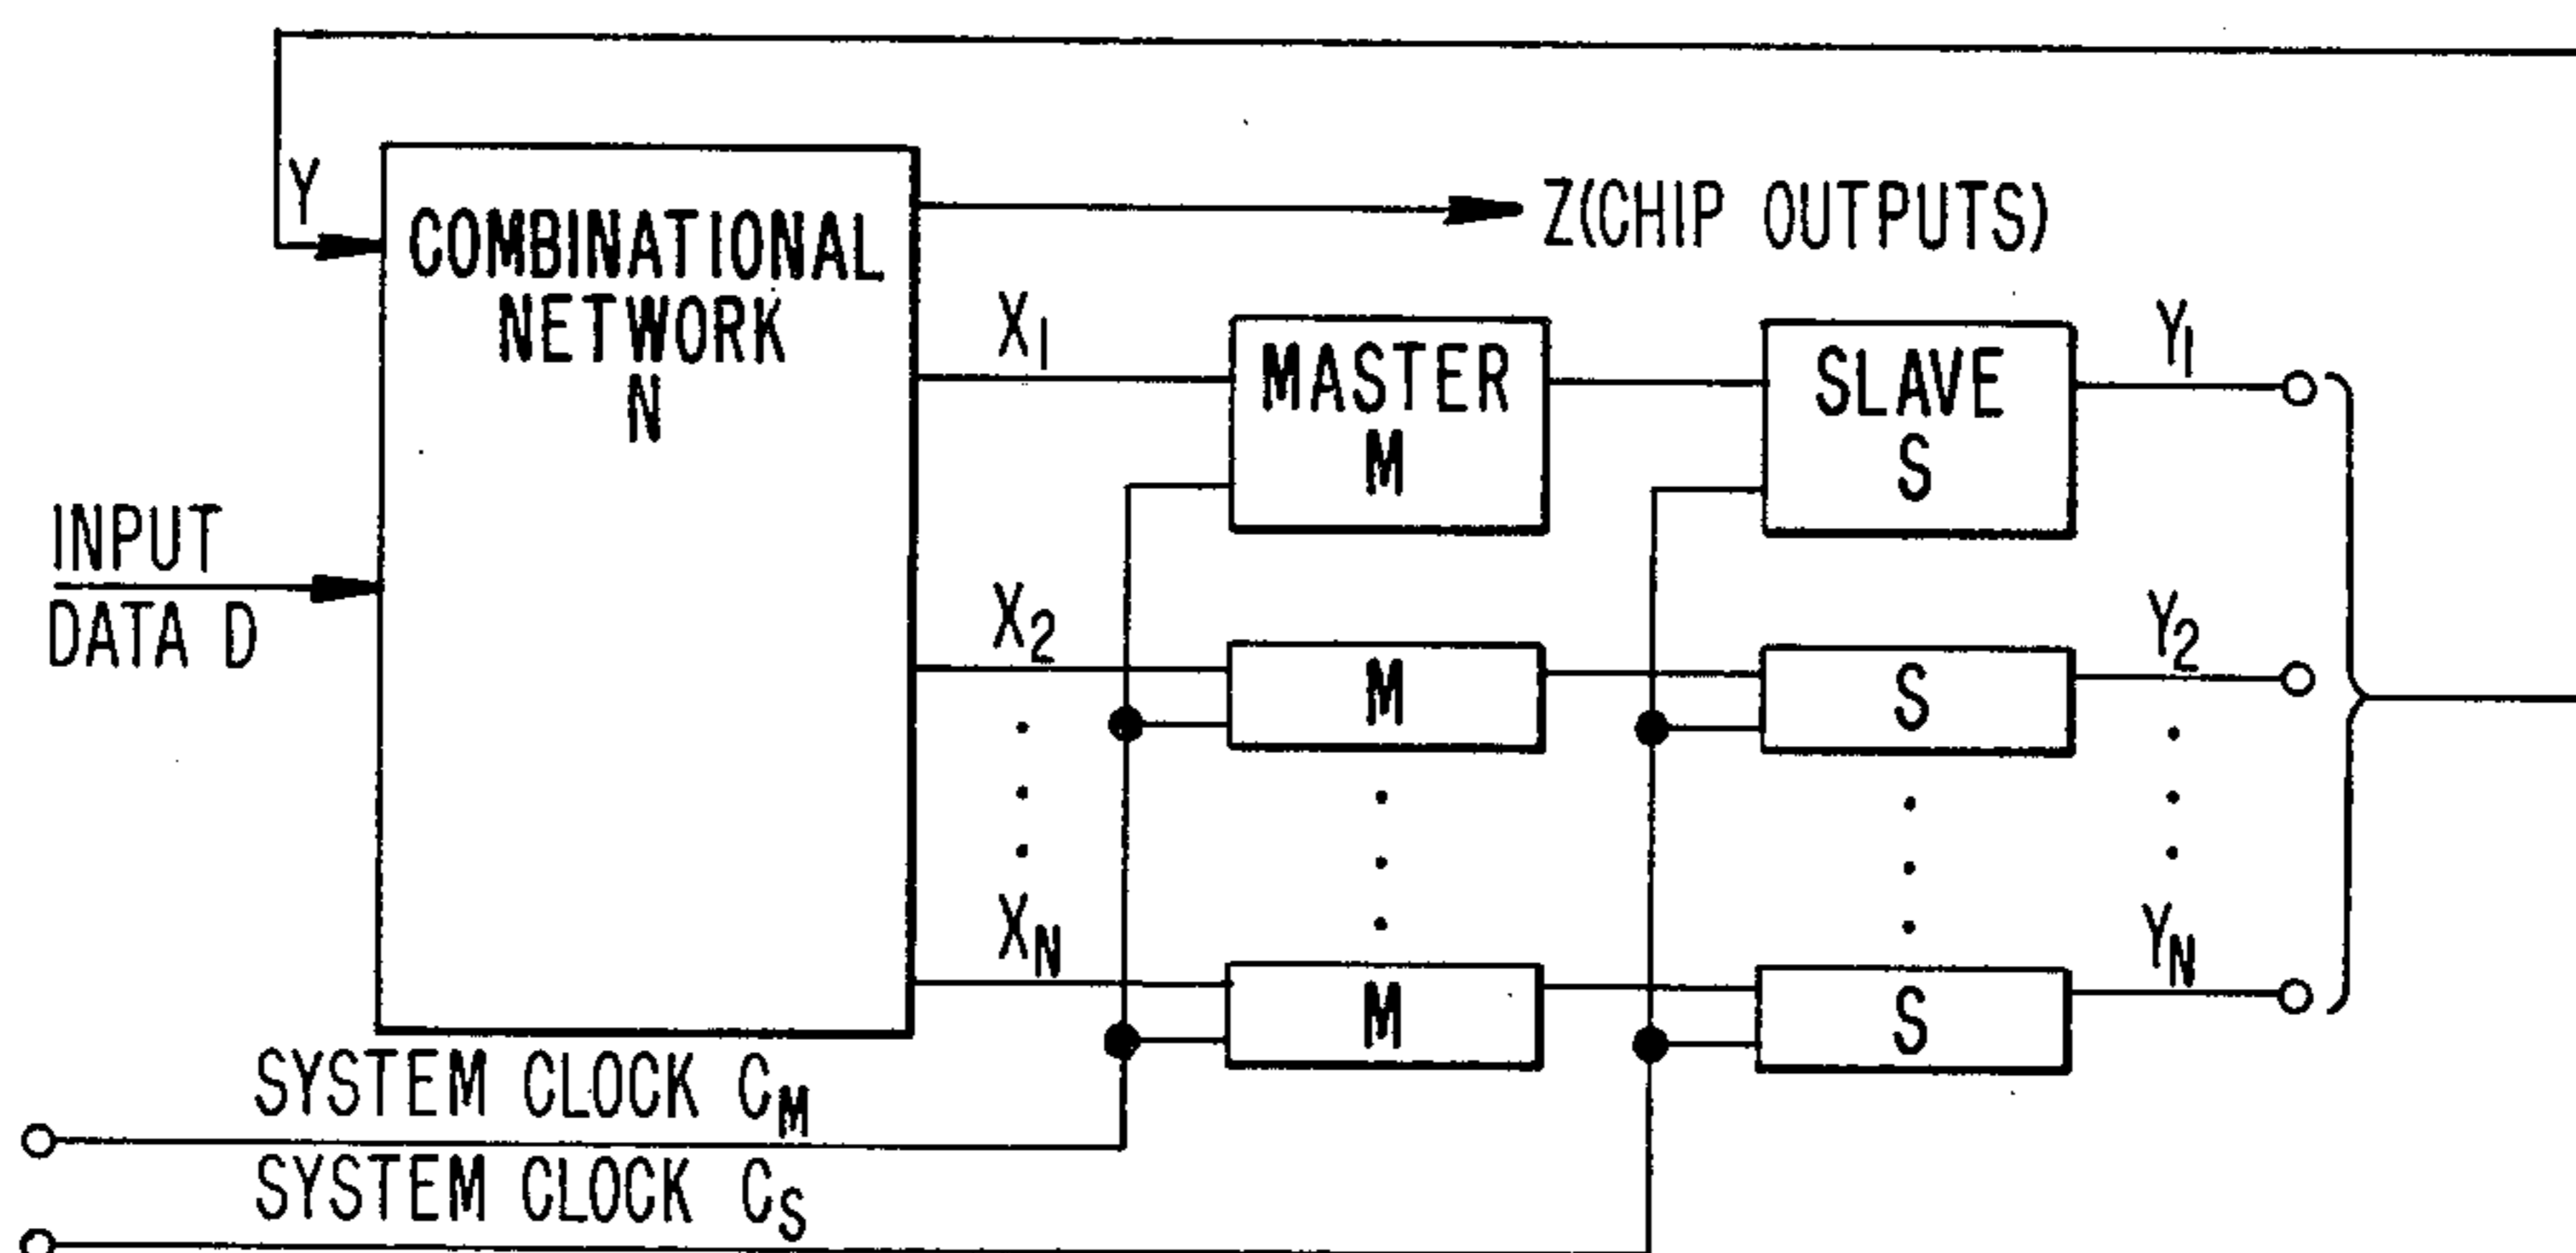 Y
COMBINATIONAL
NETWORK
N
Z(CHIP OUTPUTS)
X1
MASTER
M
SLAVE
S
Y1
INPUT
DATA D
X2
M
S
Y2
XN
M
S
YN
SYSTEM CLOCK CM
SYSTEM CLOCK CS